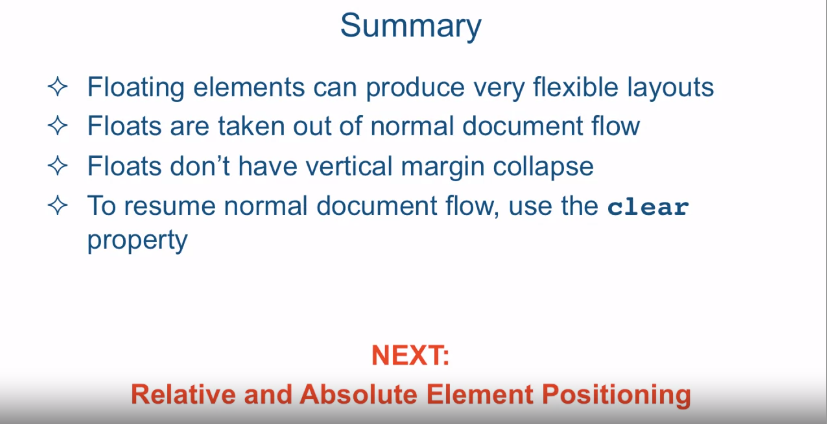 Summary
✧ Floating elements can produce very flexible layouts
✧ Floats are taken out of normal document flow
✧ Floats don’t have vertical margin collapse
✧ To resume normal document flow, use the clear
property
NEXT:
Relative and Absolute Element Positioning